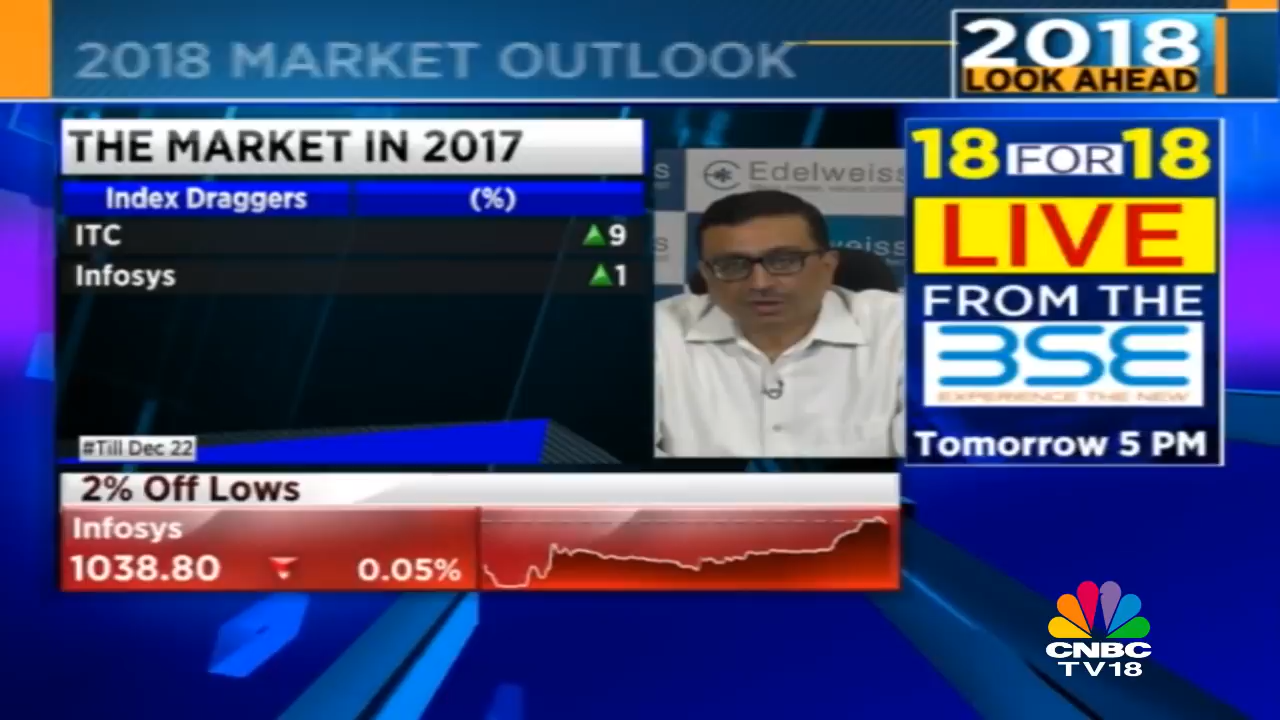 2018 MARKET OUTLOOK
2018
LOOK AHEAD
THE MARKET IN 2017
Index Draggers (%)
ITC ▲9
Infosys ▲1
#Till Dec 22
Edelweiss
2% Off Lows
Infosys
1038.80 ▼ 0.05%
18 FOR 18
LIVE
FROM THE
BSE
EXPERIENCE THE NEW
Tomorrow 5 PM
CNBC
TV18